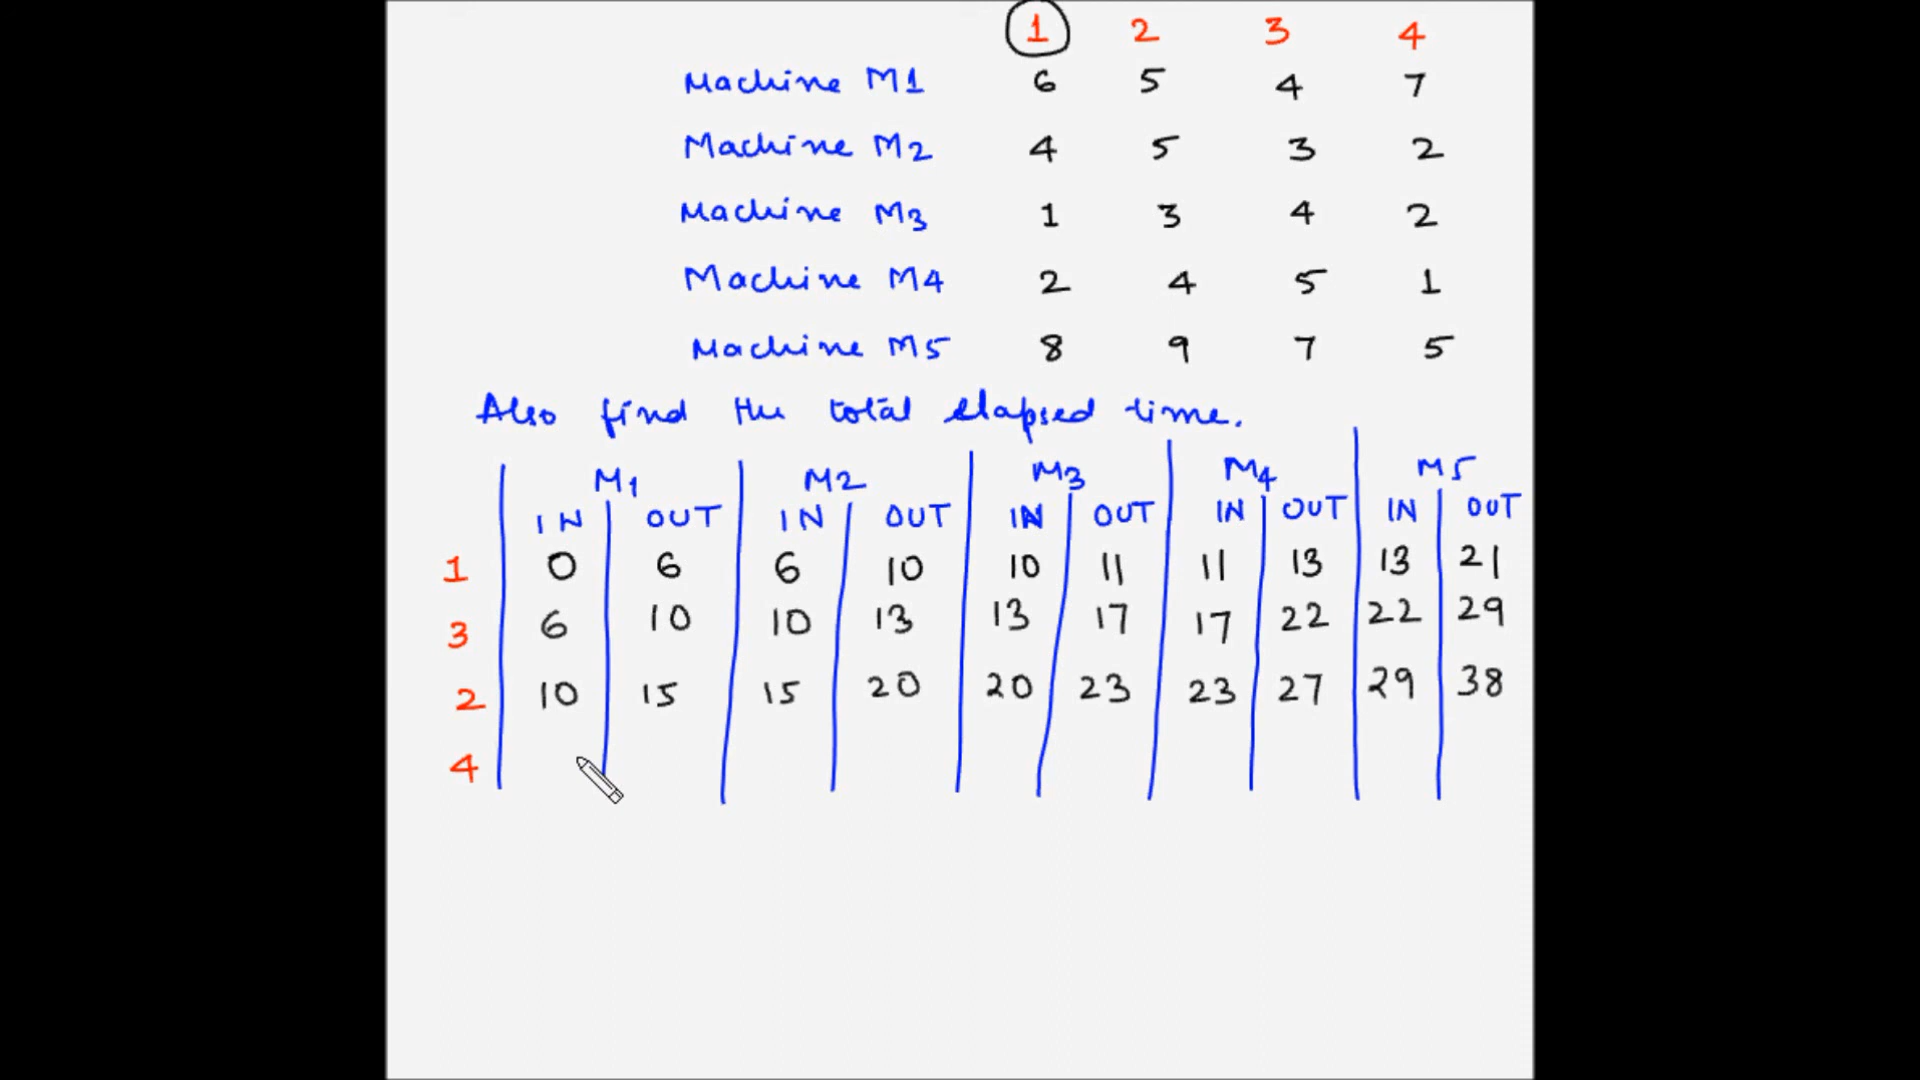 1 2 3 4
Machine M1 6 5 4 7
Machine M2 4 5 3 2
Machine M3 1 3 4 2
Machine M4 2 4 5 1
Machine M5 8 9 7 5
Also find the total elapsed time.
M1 M2 M3 M4 M5
IN OUT IN OUT IN OUT IN OUT IN OUT
1 0 6 6 10 10 11 11 13 13 21
3 6 10 10 13 13 17 17 22 22 29
2 10 15 15 20 20 23 23 27 29 38
4